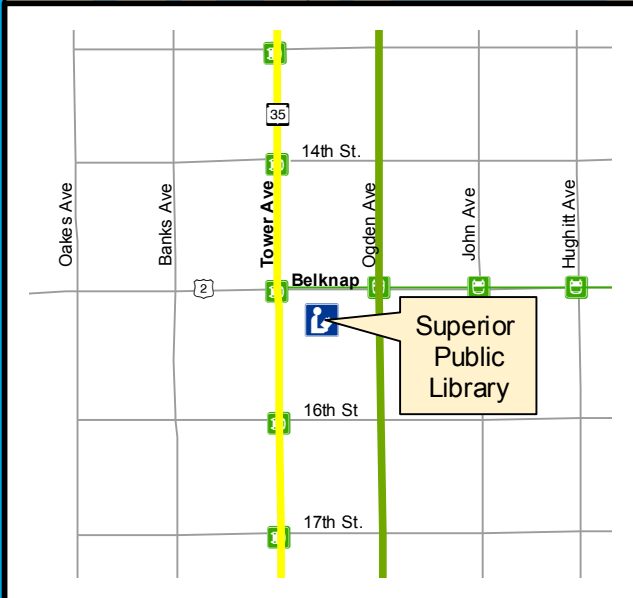 35
14th St.
Oakes Ave
Banks Ave
Tower Ave
Ogden Ave
John Ave
Hughitt Ave
Belknap
2
Superior
Public
Library
16th St
17th St.